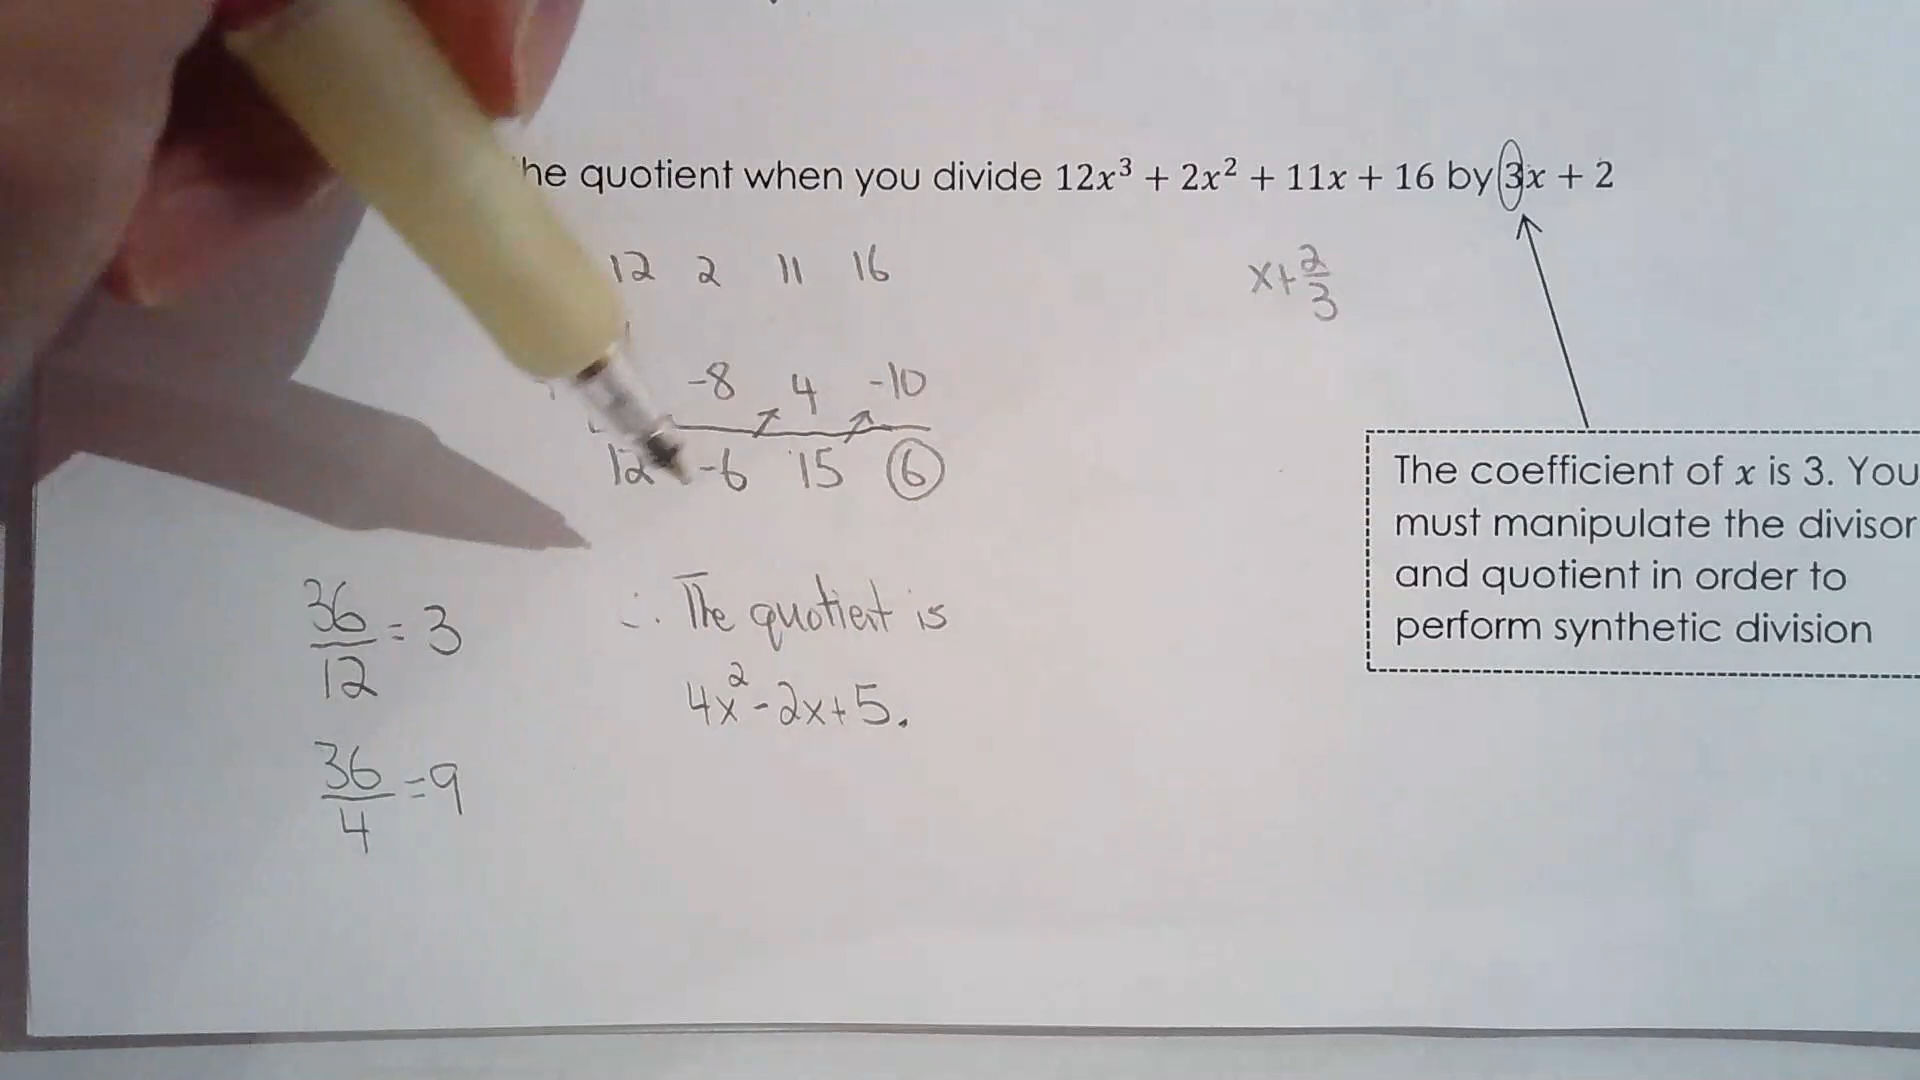 he quotient when you divide 12x³ + 2x² + 11x + 16 by 3x + 2
12 2 11 16
x+2/3
-8 4 -10
12 -6 15 6
The coefficient of x is 3. You
must manipulate the divisor
and quotient in order to
perform synthetic division
36/12 = 3
36/4 = 9
∴ The quotient is
4x² - 2x + 5.